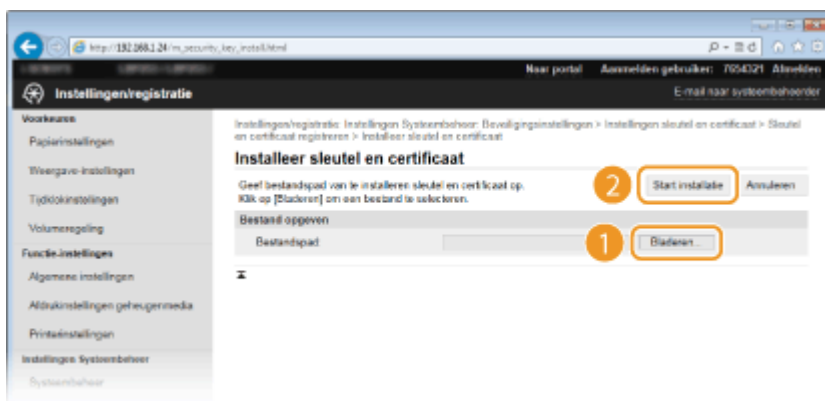 http://192.168.1.24/m_security_key_install.html
Naar portal Aanmelden gebruiker: 7654321 Afmelden
Instellingen/registratie
E-mail naar systeembeheerder
Voorkeuren
Papierinstellingen
Weergave-instellingen
Tijdklokinstellingen
Volumeregeling
Functie-instellingen
Algemene instellingen
Afdrukinstellingen geheugenmedia
Printerinstellingen
Instellingen Systeembeheer
Systeembeheer
Instellingen/registratie: Instellingen Systeembeheer: Beveiligingsinstellingen > Instellingen sleutel en certificaat > Sleutel
en certificaat registreren > Installeer sleutel en certificaat
Installeer sleutel en certificaat
Geef bestandspad van te installeren sleutel en certificaat op.
Klik op [Bladeren] om een bestand te selecteren.
2
Start installatie
Annuleren
Bestand opgeven
Bestandspad
1
Bladeren...